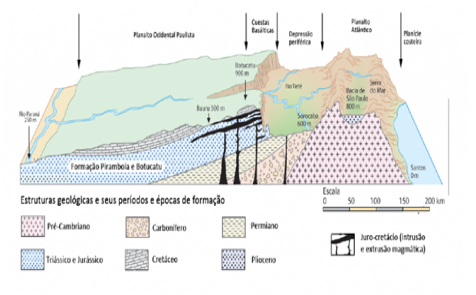 Planalto Ocidental Paulista
Cuestas
Basálticas
Depressão
periférica
Planalto
Atlântico
Planície
costeira
Rio Paraná
250 m
Bauru 500 m
Botucatu
900 m
Rio Tietê
Sorocaba
600 m
Bacia de
São Paulo
800 m
Serra
do Mar
Santos
0m
Formação Piramboia e Botucatu
Estruturas geológicas e seus períodos e épocas de formação
Escala
0 50 100 150 200 km
Pré-Cambriano
Carbonífero
Permiano
Triássico e Jurássico
Cretáceo
Plioceno
Juro-cretácio (intrusão
e extrusão magmática)